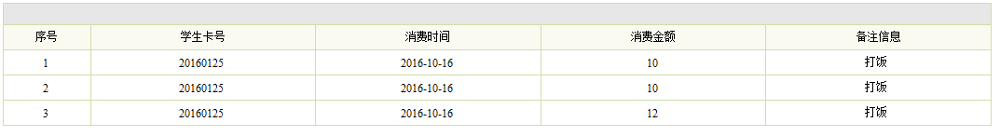 序号 学生卡号 消费时间 消费金额 备注信息
1 20160125 2016-10-16 10 打饭
2 20160125 2016-10-16 10 打饭
3 20160125 2016-10-16 12 打饭